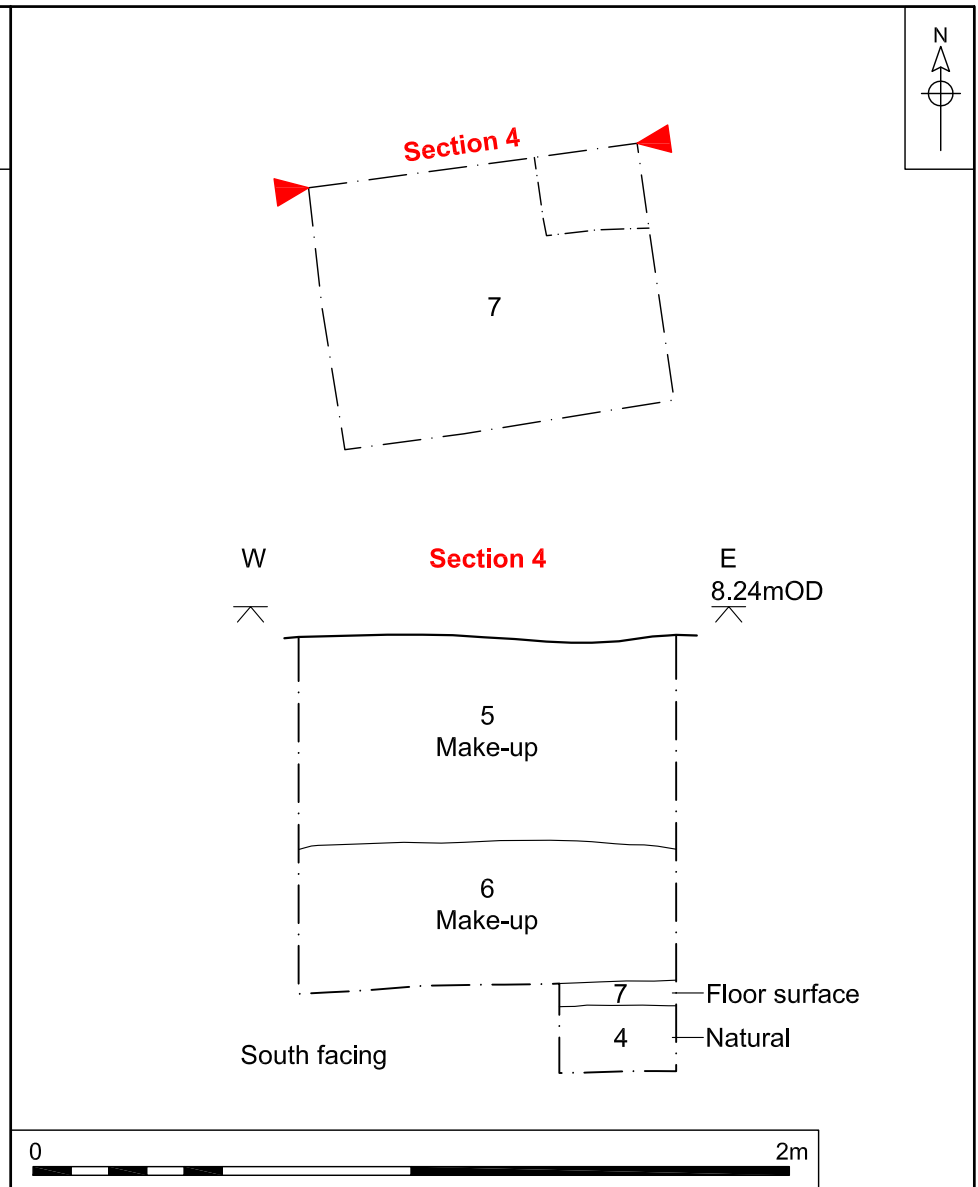 N
Section 4
7
W
Section 4
E
8.24mOD
5
Make-up
6
Make-up
7
Floor surface
4
Natural
South facing
0
2m